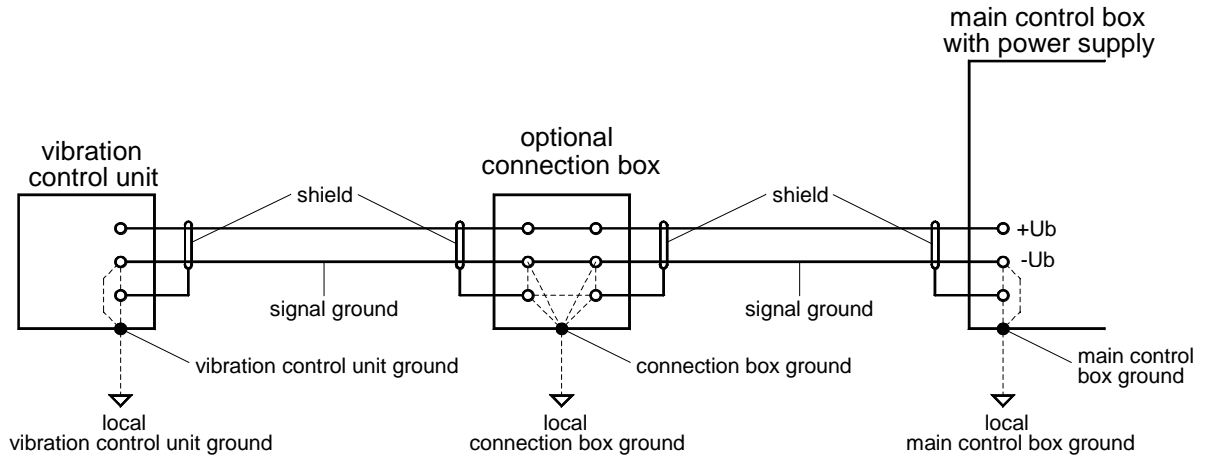 main control box
with power supply
optional
connection box
vibration
control unit
shield
shield
+Ub
-Ub
signal ground
signal ground
vibration control unit ground
connection box ground
main control
box ground
local
vibration control unit ground
local
connection box ground
local
main control box ground